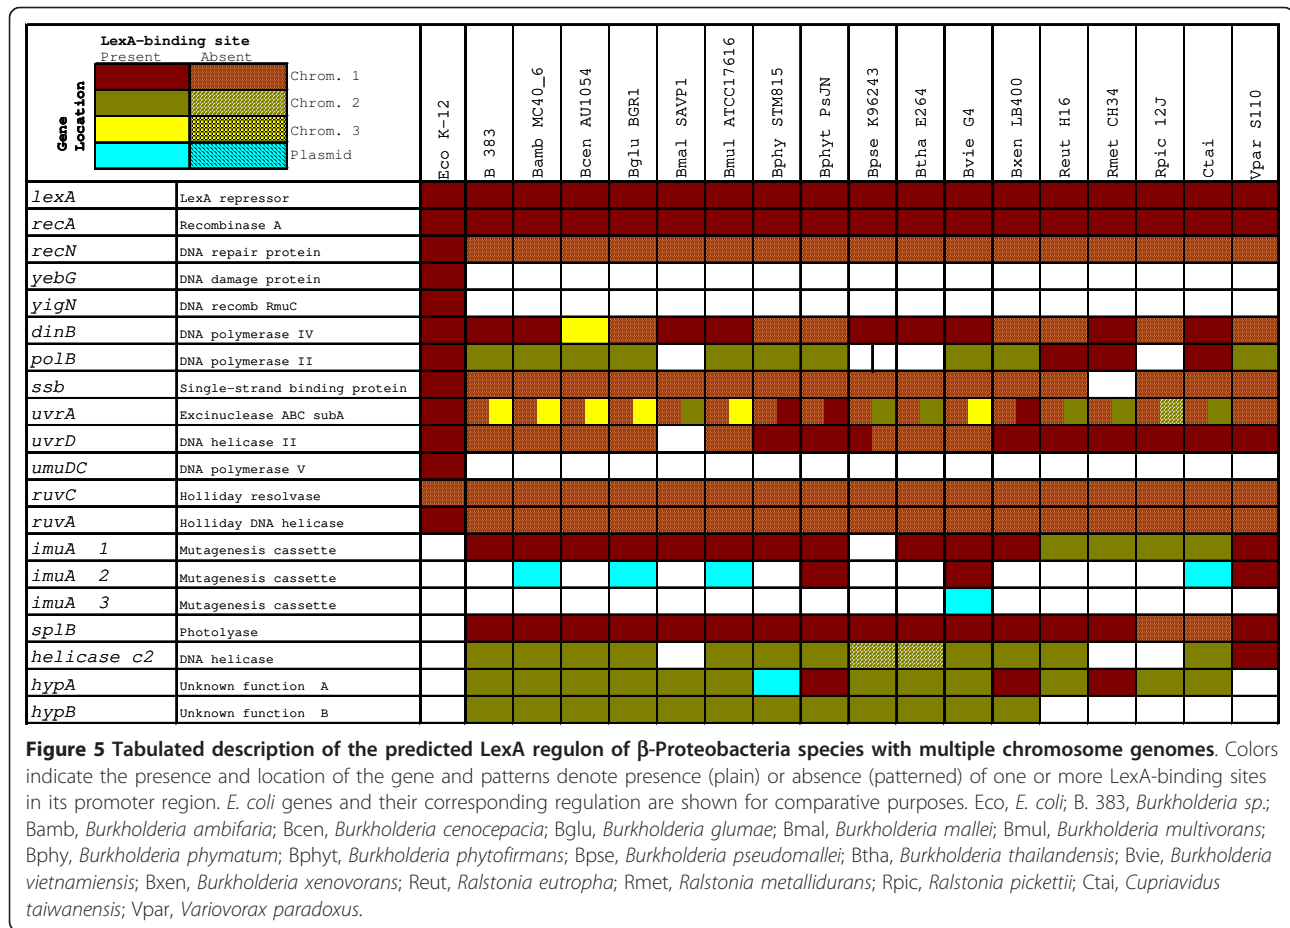 LexA-binding site
Present Absent
Chrom. 1
Chrom. 2
Chrom. 3
Plasmid
Gene
Location
Eco K-12
B 383
Bamb MC40_6
Bcen AU1054
Bglu BGR1
Bmal SAVP1
Bmul ATCC17616
Bphy STM815
Bphyt PsJN
Bpse K96243
Btha E264
Bvie G4
Bxen LB400
Reut H16
Rmet CH34
Rpic 12J
Ctai
Vpar S110
lexA LexA repressor
recA Recombinase A
recN DNA repair protein
yebG DNA damage protein
yigN DNA recomb RmuC
dinB DNA polymerase IV
polB DNA polymerase II
ssb Single-strand binding protein
uvrA Excinuclease ABC subA
uvrD DNA helicase II
umuDC DNA polymerase V
ruvC Holliday resolvase
ruvA Holliday DNA helicase
imuA 1 Mutagenesis cassette
imuA 2 Mutagenesis cassette
imuA 3 Mutagenesis cassette
splB Photolyase
helicase c2 DNA helicase
hypA Unknown function A
hypB Unknown function B
Figure 5 Tabulated description of the predicted LexA regulon of β-Proteobacteria species with multiple chromosome genomes. Colors
indicate the presence and location of the gene and patterns denote presence (plain) or absence (patterned) of one or more LexA-binding sites
in its promoter region. E. coli genes and their corresponding regulation are shown for comparative purposes. Eco, E. coli; B. 383, Burkholderia sp.;
Bamb, Burkholderia ambifaria; Bcen, Burkholderia cenocepacia; Bglu, Burkholderia glumae; Bmal, Burkholderia mallei; Bmul, Burkholderia multivorans;
Bphy, Burkholderia phymatum; Bphyt, Burkholderia phytofirmans; Bpse, Burkholderia pseudomallei; Btha, Burkholderia thailandensis; Bvie, Burkholderia
vietnamiensis; Bxen, Burkholderia xenovorans; Reut, Ralstonia eutropha; Rmet, Ralstonia metallidurans; Rpic, Ralstonia pickettii; Ctai, Cupriavidus
taiwanensis; Vpar, Variovorax paradoxus.